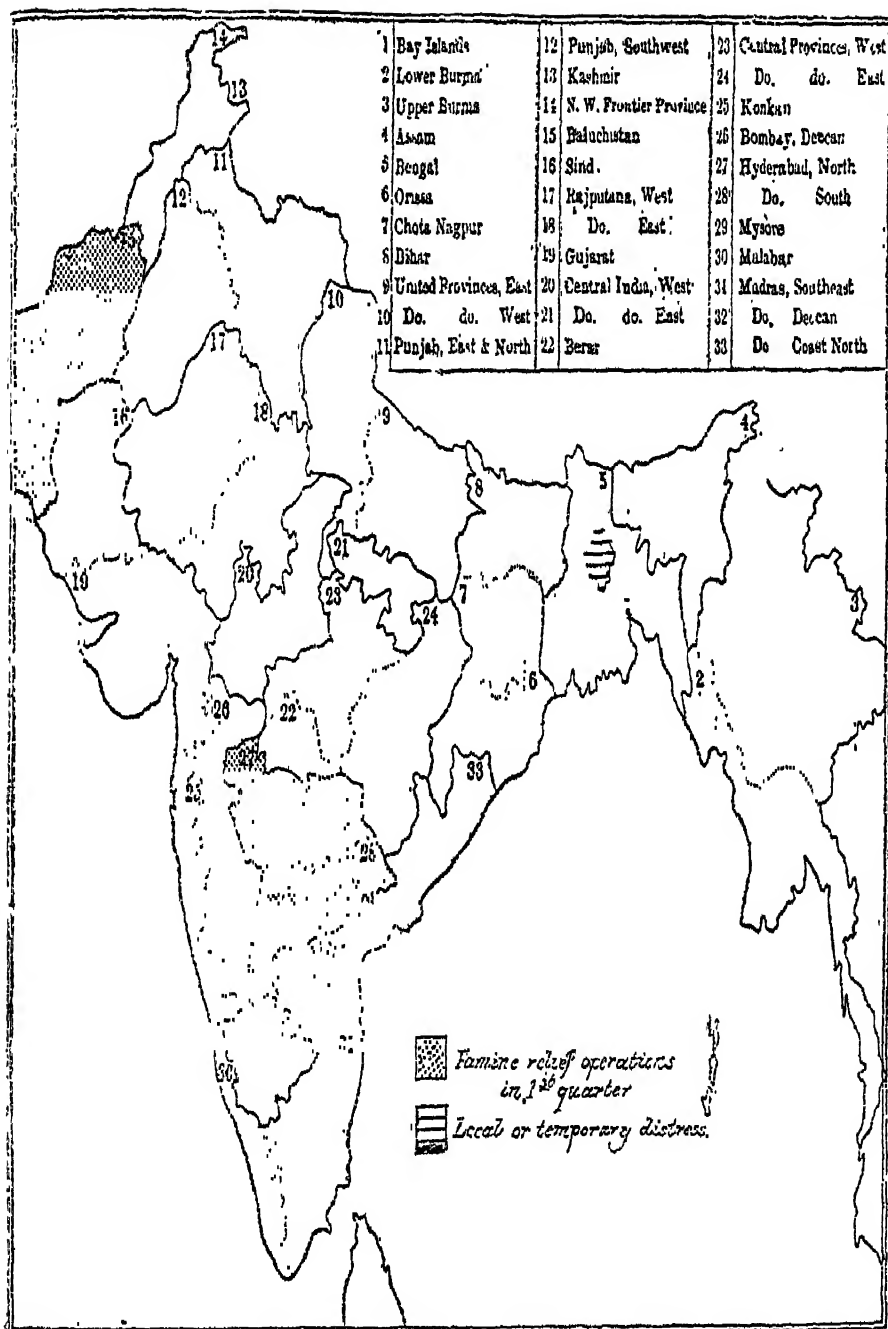 1 Bay Islands
2 Lower Burma
3 Upper Burma
4 Assam
5 Bengal
6 Orissa
7 Chota Nagpur
8 Bihar
9 United Provinces, East
10 Do. do. West
11 Punjab, East & North
12 Punjab, Southwest
13 Kashmir
14 N. W. Frontier Province
15 Baluchistan
16 Sind.
17 Rajputana, West
18 Do. East
19 Gujarat
20 Central India, West
21 Do. do. East
22 Berar
23 Central Provinces, West
24 Do. do. East
25 Konkan
26 Bombay, Deccan
27 Hyderabad, North
28 Do. South
29 Mysore
30 Malabar
31 Madras, Southeast
32 Do. Deccan
33 Do Coast North
14
13
11
12
15
10
17
16
18
9
4
8
5
21
19
20
7
23
24
3
2
6
26
22
27
33
25
28
30
Famine relief operations
in 1st quarter
Local or temporary distress.